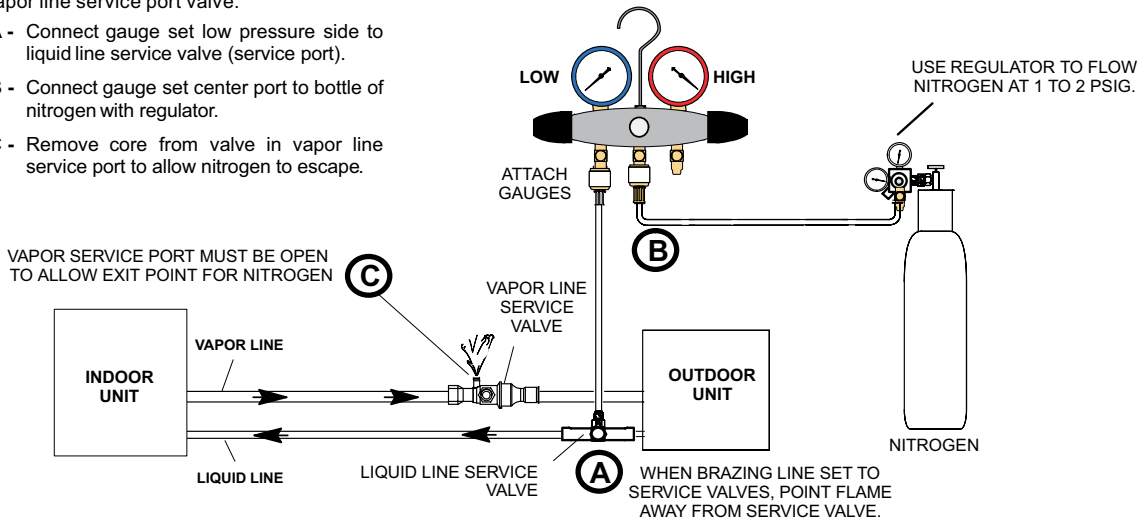 vapor line service port valve.
- Connect gauge set low pressure side to
liquid line service valve (service port).
- Connect gauge set center port to bottle of
nitrogen with regulator.
- Remove core from valve in vapor line
service port to allow nitrogen to escape.
LOW
HIGH
USE REGULATOR TO FLOW
NITROGEN AT 1 TO 2 PSIG.
ATTACH
GAUGES
B
VAPOR SERVICE PORT MUST BE OPEN
TO ALLOW EXIT POINT FOR NITROGEN
C
VAPOR LINE
SERVICE
VALVE
VAPOR LINE
INDOOR
UNIT
OUTDOOR
UNIT
LIQUID LINE
LIQUID LINE SERVICE
VALVE
A
WHEN BRAZING LINE SET TO
SERVICE VALVES, POINT FLAME
AWAY FROM SERVICE VALVE.
NITROGEN